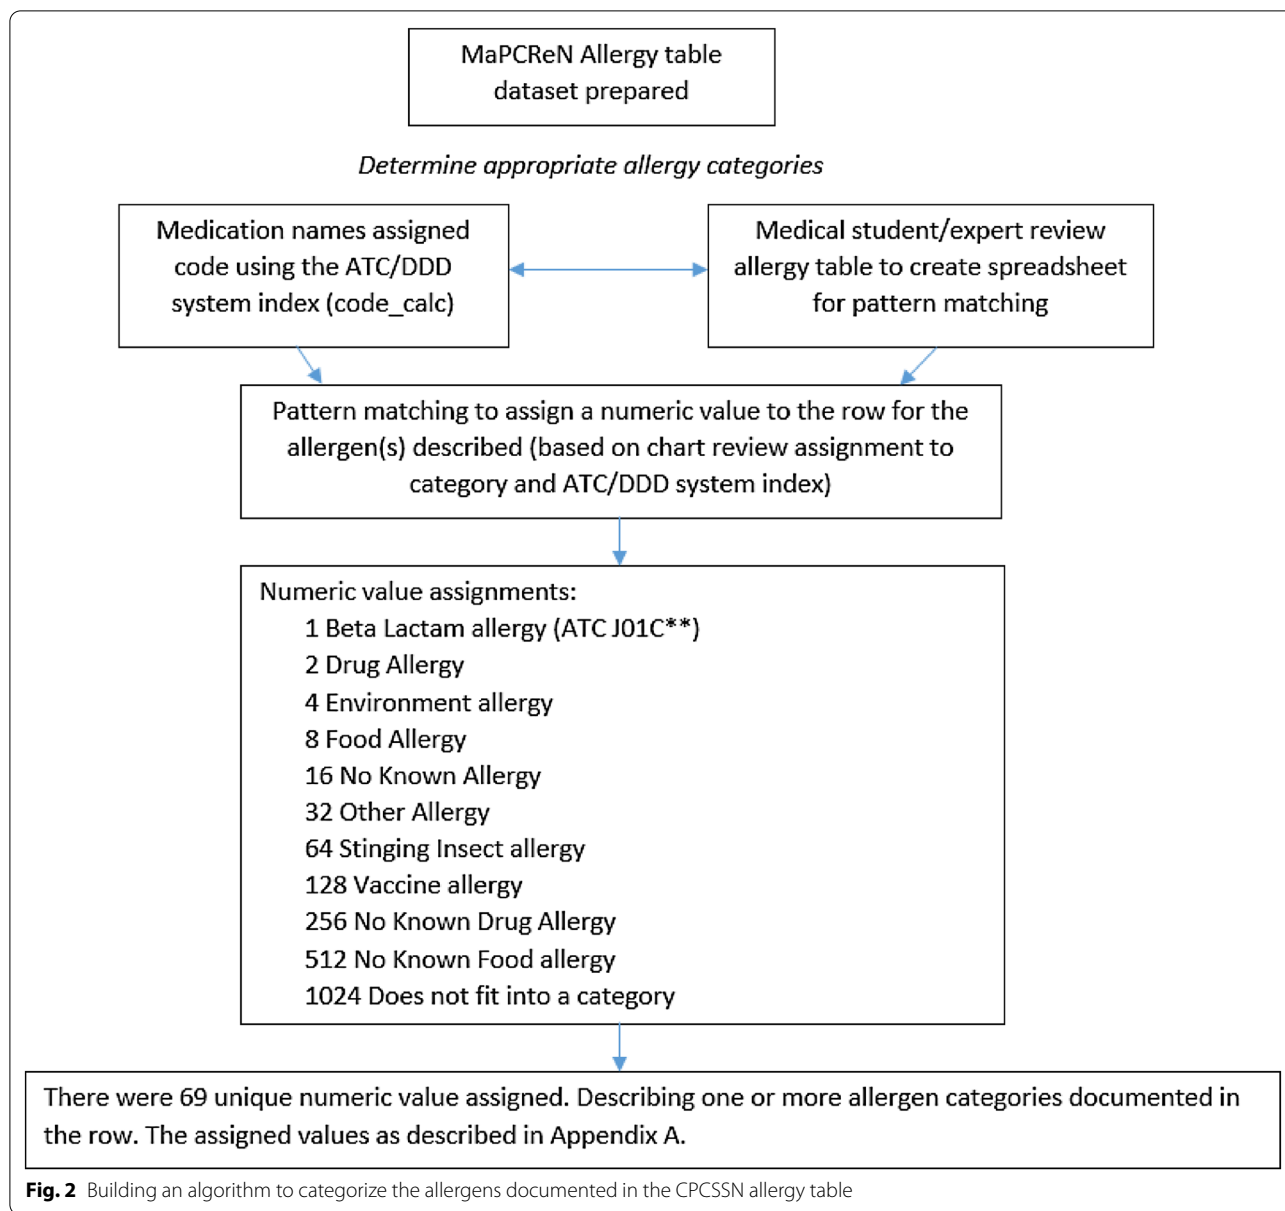 MaPCReN Allergy table
dataset prepared
Determine appropriate allergy categories
Medication names assigned
code using the ATC/DDD
system index (code_calc)
Medical student/expert review
allergy table to create spreadsheet
for pattern matching
Pattern matching to assign a numeric value to the row for the
allergen(s) described (based on chart review assignment to
category and ATC/DDD system index)
Numeric value assignments:
1 Beta Lactam allergy (ATC J01C**)
2 Drug Allergy
4 Environment allergy
8 Food Allergy
16 No Known Allergy
32 Other Allergy
64 Stinging Insect allergy
128 Vaccine allergy
256 No Known Drug Allergy
512 No Known Food allergy
1024 Does not fit into a category
There were 69 unique numeric value assigned. Describing one or more allergen categories documented in
the row. The assigned values as described in Appendix A.
Fig. 2 Building an algorithm to categorize the allergens documented in the CPCSSN allergy table